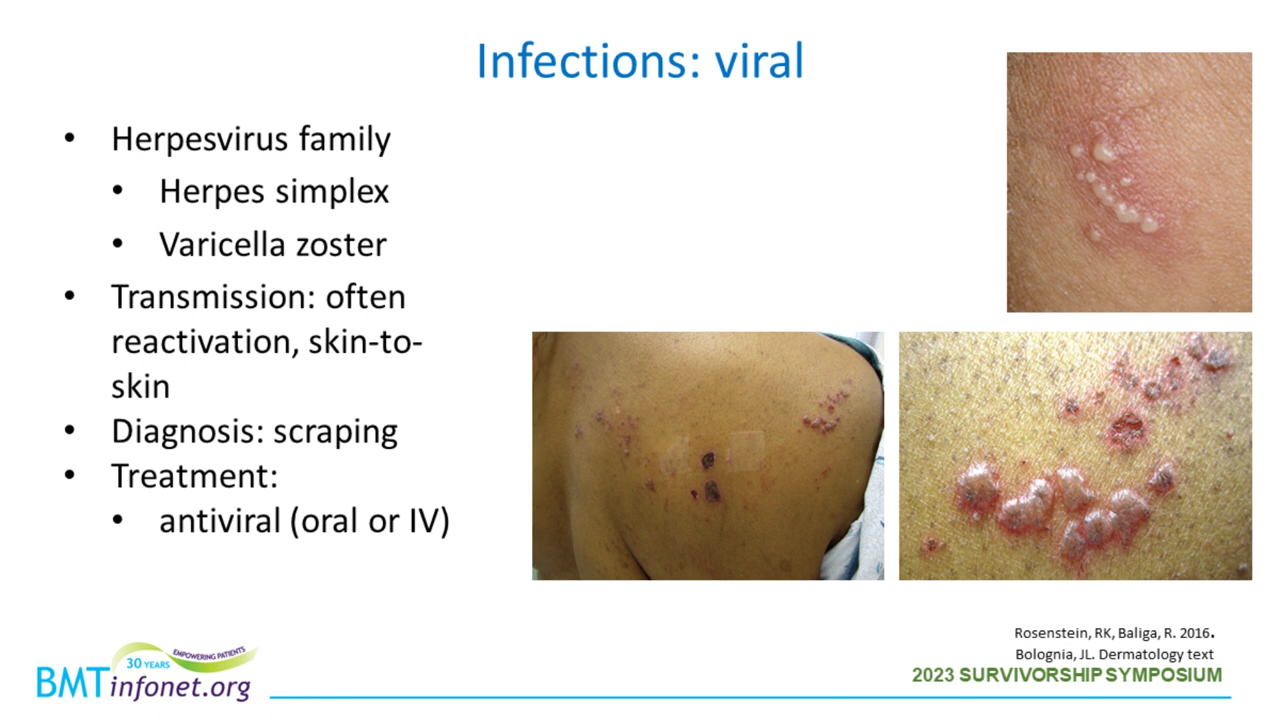 Infections: viral
• Herpesvirus family
• Herpes simplex
• Varicella zoster
• Transmission: often
reactivation, skin-to-
skin
• Diagnosis: scraping
• Treatment:
• antiviral (oral or IV)
Rosenstein, RK, Baliga, R. 2016.
Bolognia, JL. Dermatology text
2023 SURVIVORSHIP SYMPOSIUM
30 YEARS EMPOWERING PATIENTS
BMTinfonet.org